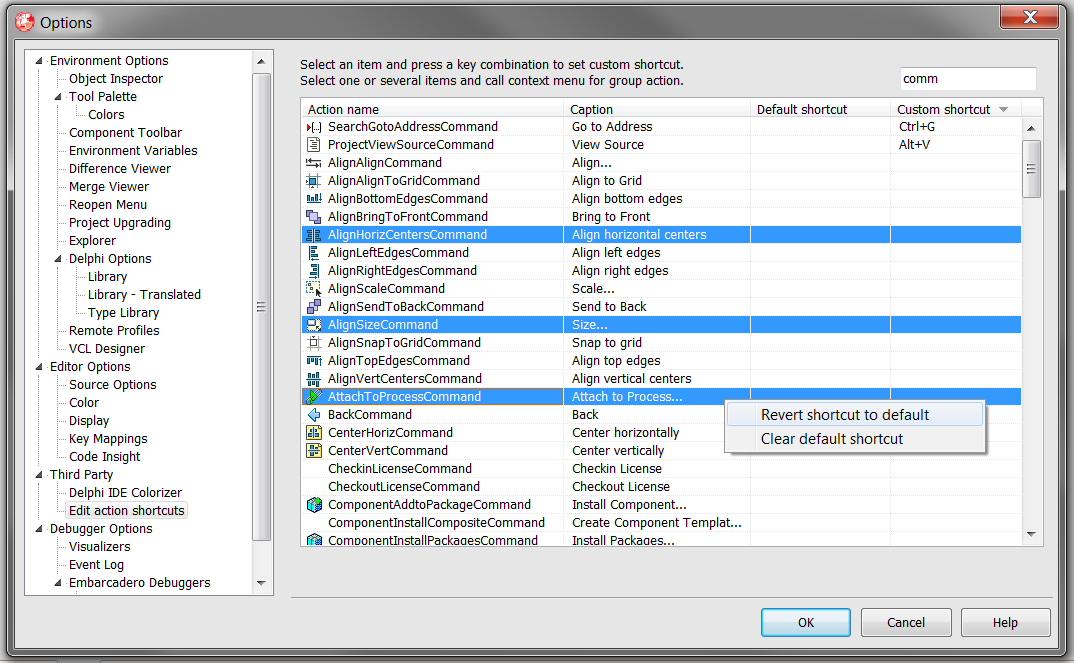 Options
Environment Options
Object Inspector
Tool Palette
Colors
Component Toolbar
Environment Variables
Difference Viewer
Merge Viewer
Reopen Menu
Project Upgrading
Explorer
Delphi Options
Library
Library - Translated
Type Library
Remote Profiles
VCL Designer
Editor Options
Source Options
Color
Display
Key Mappings
Code Insight
Third Party
Delphi IDE Colorizer
Edit action shortcuts
Debugger Options
Visualizers
Event Log
Embarcadero Debuggers
Select an item and press a key combination to set custom shortcut.
Select one or several items and call context menu for group action.
comm
Action name Caption Default shortcut Custom shortcut
SearchGotoAddressCommand Go to Address Ctrl+G
ProjectViewSourceCommand View Source Alt+V
AlignAlignCommand Align...
AlignAlignToGridCommand Align to Grid
AlignBottomEdgesCommand Align bottom edges
AlignBringToFrontCommand Bring to Front
AlignHorizCentersCommand Align horizontal centers
AlignLeftEdgesCommand Align left edges
AlignRightEdgesCommand Align right edges
AlignScaleCommand Scale...
AlignSendToBackCommand Send to Back
AlignSizeCommand Size...
AlignSnapToGridCommand Snap to grid
AlignTopEdgesCommand Align top edges
AlignVertCentersCommand Align vertical centers
AttachToProcessCommand Attach to Process...
BackCommand Back
CenterHorizCommand Center horizontally
CenterVertCommand Center vertically
CheckinLicenseCommand Checkin License
CheckoutLicenseCommand Checkout License
ComponentAddtoPackageCommand Install Component...
ComponentInstallCompositeCommand Create Component Templat...
ComponentInstallPackagesCommand Install Packages...
Revert shortcut to default
Clear default shortcut
OK Cancel Help